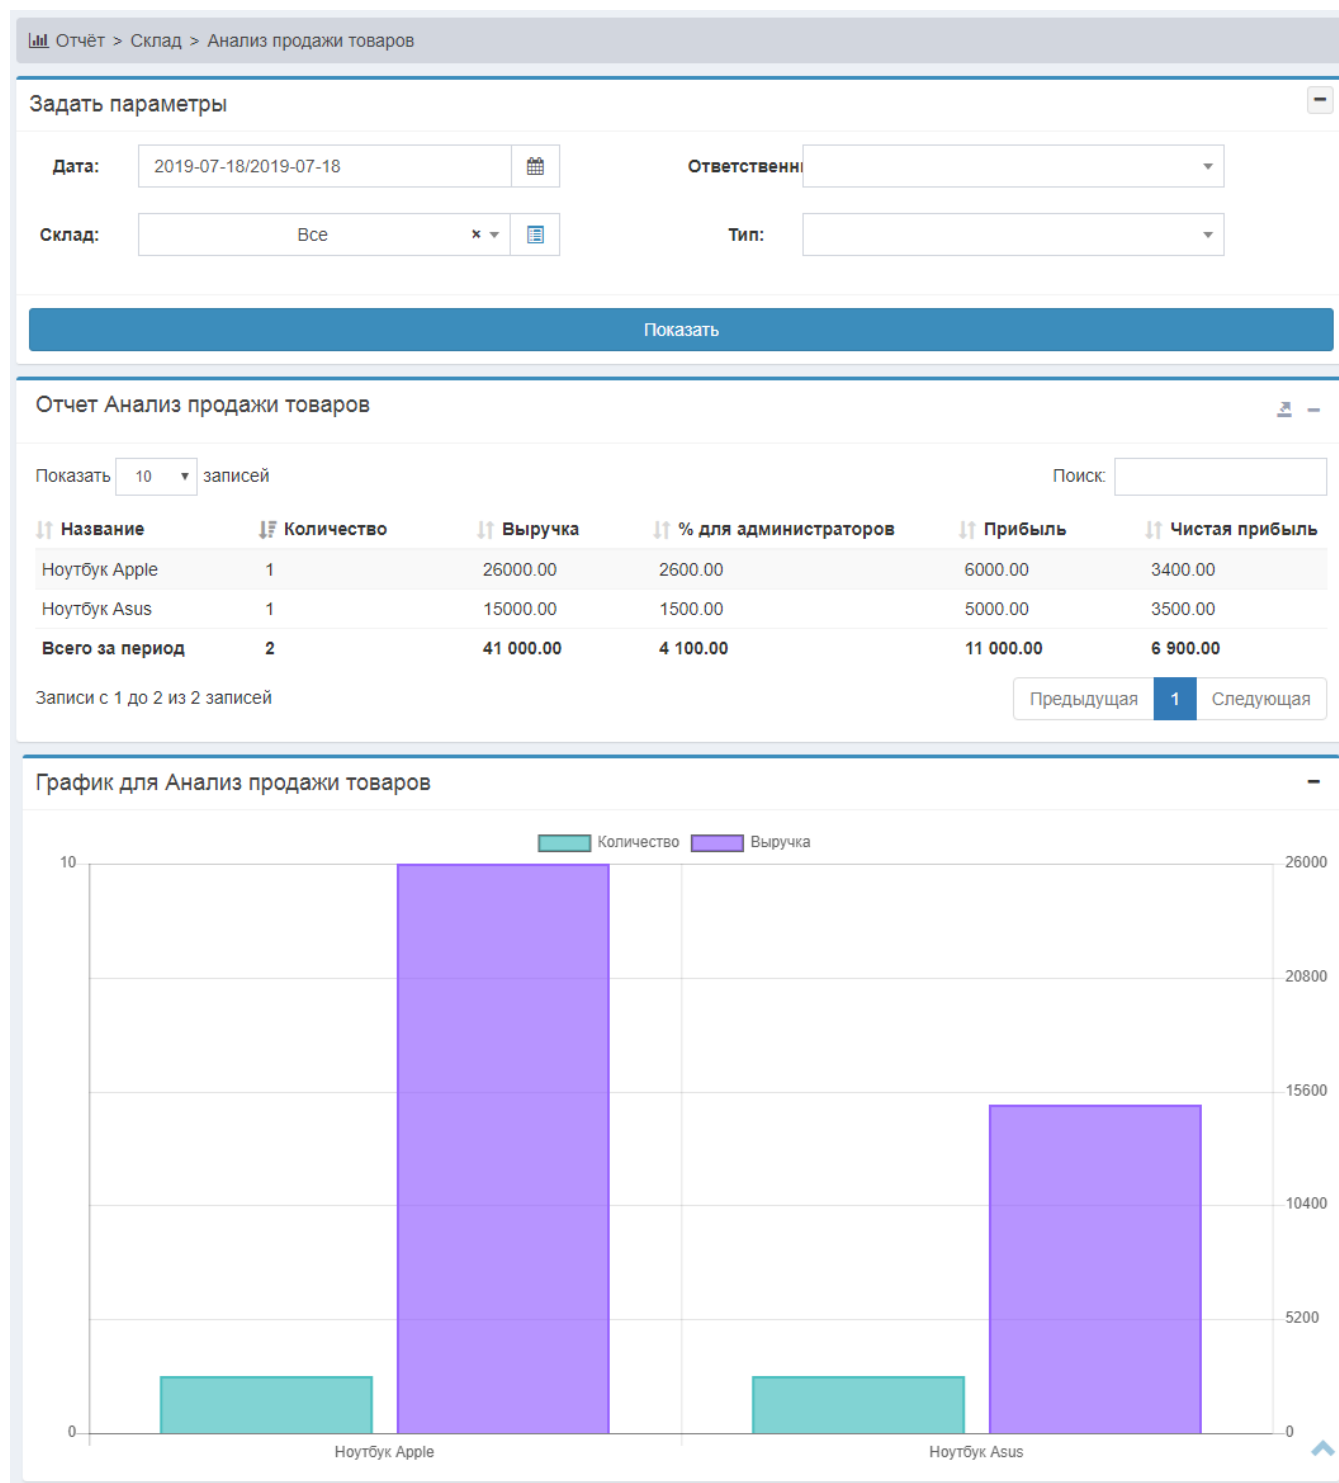 Отчёт > Склад > Анализ продажи товаров
Задать параметры
Дата: 2019-07-18/2019-07-18 Ответственн
Склад: Все × Тип:
Показать
Отчет Анализ продажи товаров
Показать 10 записей Поиск:
Название Количество Выручка % для администраторов Прибыль Чистая прибыль
Ноутбук Apple 1 26000.00 2600.00 6000.00 3400.00
Ноутбук Asus 1 15000.00 1500.00 5000.00 3500.00
Всего за период 2 41 000.00 4 100.00 11 000.00 6 900.00
Записи с 1 до 2 из 2 записей Предыдущая 1 Следующая
График для Анализ продажи товаров
Количество Выручка
10 26000
20800
15600
10400
5200
0 0
Ноутбук Apple Ноутбук Asus